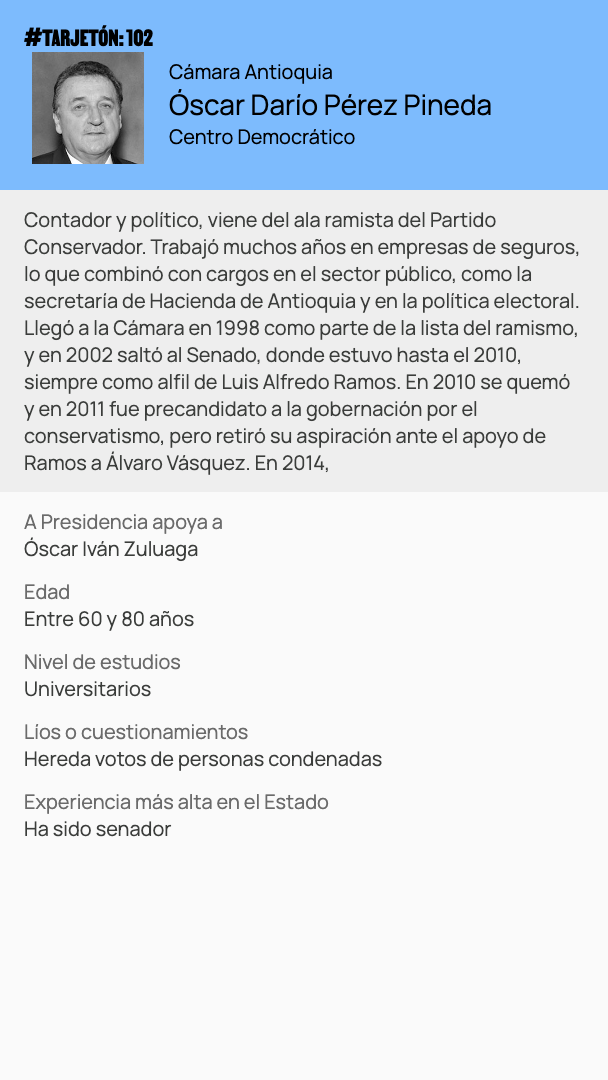 #TARJETÓN: 102
Cámara Antioquia
Óscar Darío Pérez Pineda
Centro Democrático
Contador y político, viene del ala ramista del Partido
Conservador. Trabajó muchos años en empresas de seguros,
lo que combinó con cargos en el sector público, como la
secretaría de Hacienda de Antioquia y en la política electoral.
Llegó a la Cámara en 1998 como parte de la lista del ramismo,
y en 2002 saltó al Senado, donde estuvo hasta el 2010,
siempre como alfil de Luis Alfredo Ramos. En 2010 se quemó
y en 2011 fue precandidato a la gobernación por el
conservatismo, pero retiró su aspiración ante el apoyo de
Ramos a Álvaro Vásquez. En 2014,
A Presidencia apoya a
Óscar Iván Zuluaga
Edad
Entre 60 y 80 años
Nivel de estudios
Universitarios
Líos o cuestionamientos
Hereda votos de personas condenadas
Experiencia más alta en el Estado
Ha sido senador